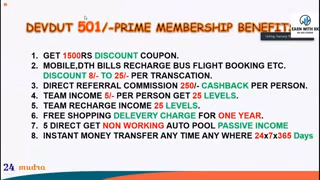 DEVDUT 501/-PRIME MEMBERSHIP BENEFIT
1. GET 1500RS DISCOUNT COUPON.
2. MOBILE,DTH BILLS RECHARGE BUS FLIGHT BOOKING ETC.
DISCOUNT 8/- TO 25/- PER TRANSCATION.
3. DIRECT REFERRAL COMMISSION 250/- CASHBACK PER PERSON.
4. TEAM INCOME 5/- PER PERSON GET 25 LEVELS.
5. TEAM RECHARGE INCOME 25 LEVELS.
6. FREE SHOPPING DELEVERY CHARGE FOR ONE YEAR.
7. 5 DIRECT GET NON WORKING AUTO POOL PASSIVE INCOME
8. INSTANT MONEY TRANSFER ANY TIME ANY WHERE 24x7x365 Days
24 mudra